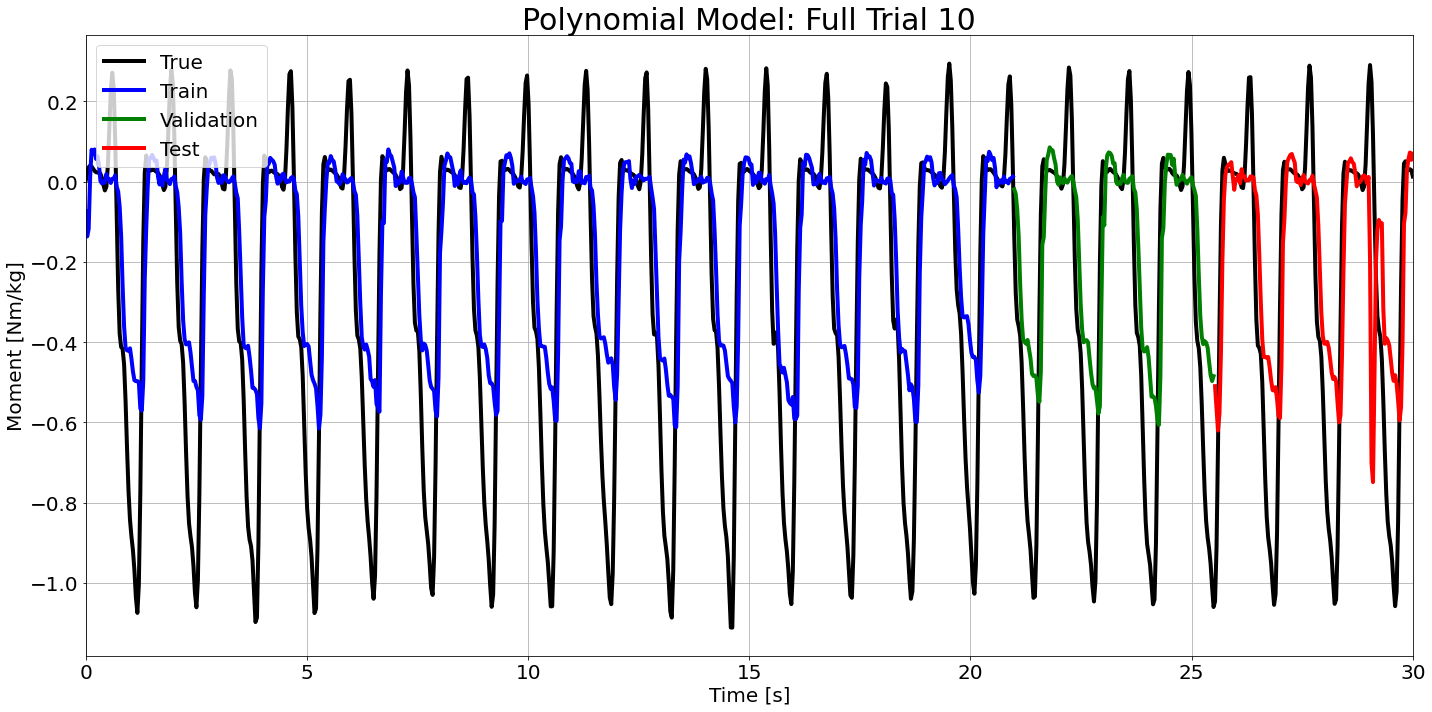 Polynomial Model: Full Trial 10
True
Train
Validation
Test
0.2
0.0
−0.2
−0.4
−0.6
−0.8
−1.0
Moment [Nm/kg]
0 5 10 15 20 25 30
Time [s]